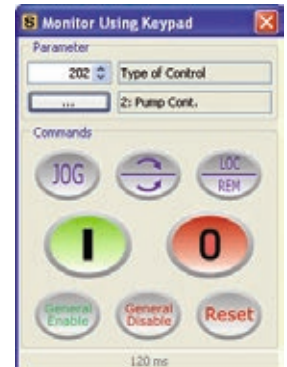 S Monitor Using Keypad
Parameter
202 Type of Control
... 2: Pump Cont.
Commands
JOG LOC
REM
I 0
General
Enable General
Disable Reset
120 ms